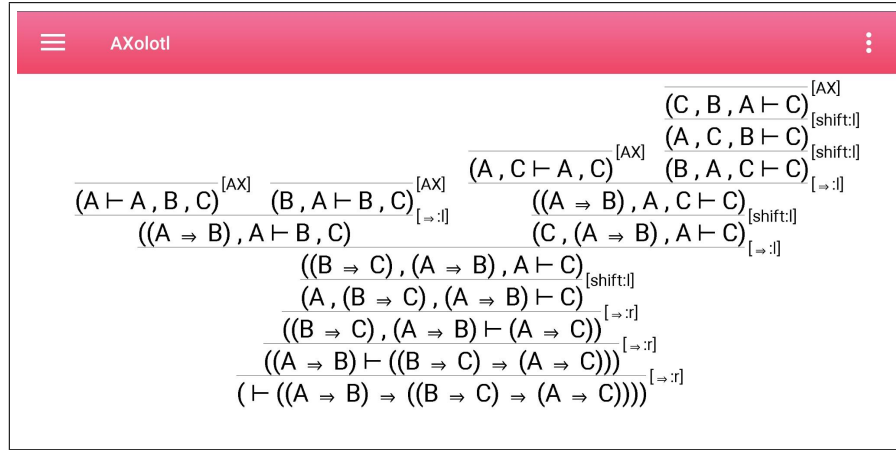 AXolotl
[AX]
(C , B , A ⊢ C)
[shift:l]
(A , C , B ⊢ C)
[AX] [shift:l]
(A , C ⊢ A , C) (B , A , C ⊢ C)
[AX] [AX] [⇒:l]
(A ⊢ A , B , C) (B , A ⊢ B , C) ((A ⇒ B) , A , C ⊢ C)
[⇒:l] [shift:l]
((A ⇒ B) , A ⊢ B , C) (C , (A ⇒ B) , A ⊢ C)
[⇒:l]
((B ⇒ C) , (A ⇒ B) , A ⊢ C)
[shift:l]
(A , (B ⇒ C) , (A ⇒ B) ⊢ C)
[⇒:r]
((B ⇒ C) , (A ⇒ B) ⊢ (A ⇒ C))
[⇒:r]
((A ⇒ B) ⊢ ((B ⇒ C) ⇒ (A ⇒ C)))
[⇒:r]
( ⊢ ((A ⇒ B) ⇒ ((B ⇒ C) ⇒ (A ⇒ C))))